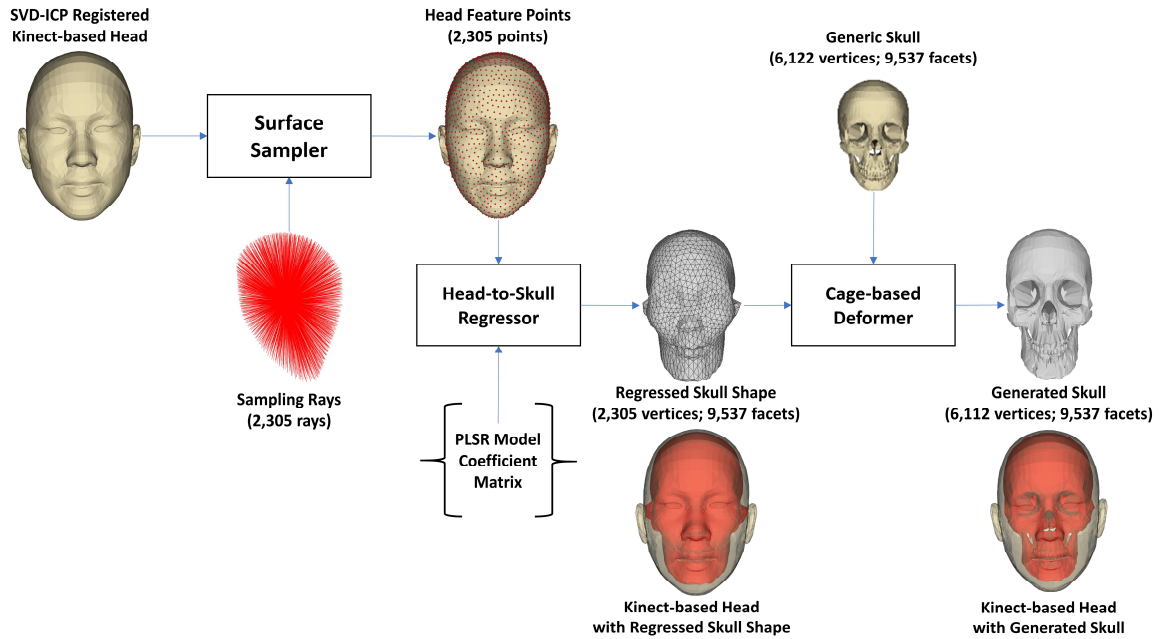 SVD-ICP Registered
Kinect-based Head
Surface
Sampler
Head Feature Points
(2,305 points)
Generic Skull
(6,122 vertices; 9,537 facets)
Sampling Rays
(2,305 rays)
Head-to-Skull
Regressor
PLSR Model
Coefficient
Matrix
Regressed Skull Shape
(2,305 vertices; 9,537 facets)
Cage-based
Deformer
Generated Skull
(6,112 vertices; 9,537 facets)
Kinect-based Head
with Regressed Skull Shape
Kinect-based Head
with Generated Skull